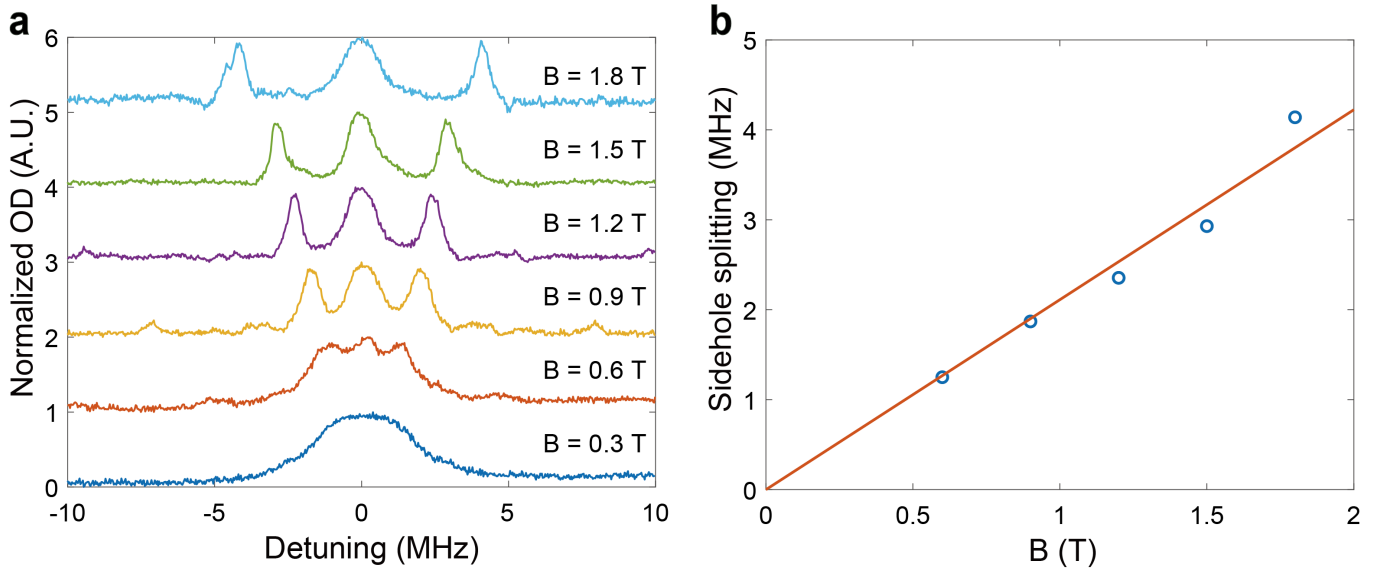 a
Normalized OD (A.U.)
6
5
4
3
2
1
0
B = 1.8 T
B = 1.5 T
B = 1.2 T
B = 0.9 T
B = 0.6 T
B = 0.3 T
-10 -5 0 5 10
Detuning (MHz)
b
Sidehole splitting (MHz)
5
4
3
2
1
0
0 0.5 1 1.5 2
B (T)